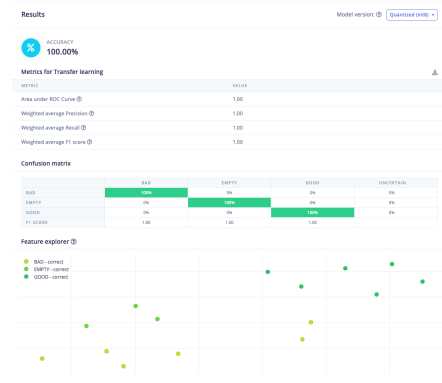 Results
Model version: Quantized (int8)
%
ACCURACY
100.00%
Metrics for Transfer learning
METRIC VALUE
Area under ROC Curve 1.00
Weighted average Precision 1.00
Weighted average Recall 1.00
Weighted average F1 score 1.00
Confusion matrix
BAD EMPTY GOOD UNCERTAIN
BAD 100% 0% 0% 0%
EMPTY 0% 100% 0% 0%
GOOD 0% 0% 100% 0%
F1 SCORE 1.00 1.00 1.00
Feature explorer
BAD - correct
EMPTY - correct
GOOD - correct